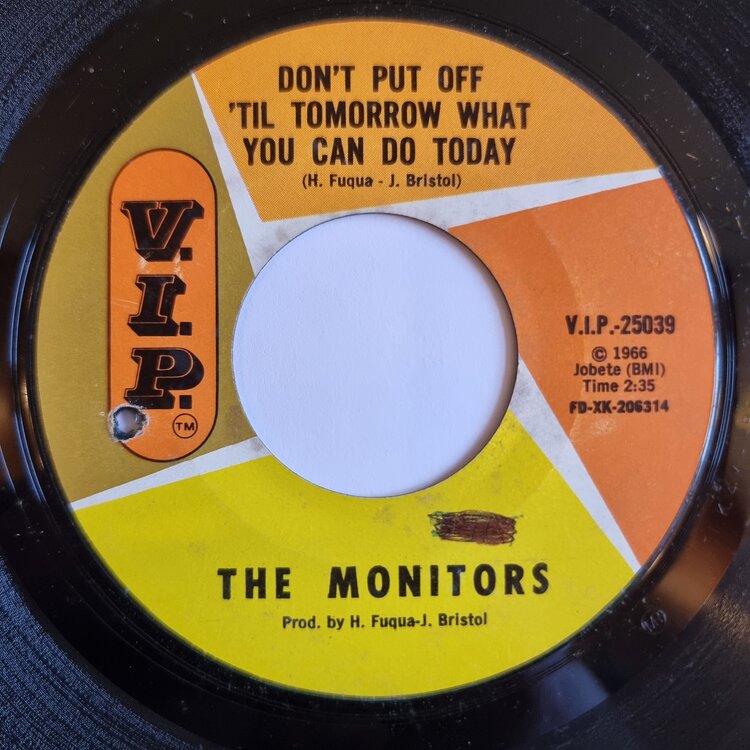 DON'T PUT OFF
'TIL TOMORROW WHAT
YOU CAN DO TODAY
(H. Fuqua - J. Bristol)
V.I.P.
TM
V.I.P.-25039
© 1966
Jobete (BMI)
Time 2:35
FD-XK-206314
THE MONITORS
Prod. by H. Fuqua-J. Bristol